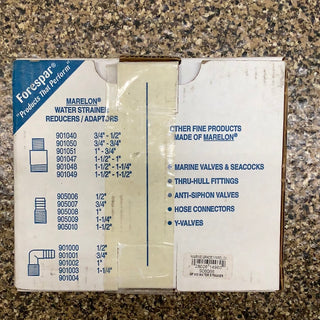 Forespar®
"Products That Perform"
MARELON®
WATER STRAINER
REDUCERS / ADAPTORS
901040 3/4" - 1/2"
901050 3/4" - 3/4"
901051 1" - 3/4"
901047 1-1/2" - 1"
901048 1-1/2" - 1-1/4"
901049 1-1/2" - 1-1/2"
905006 1/2"
905007 3/4"
905008 1"
905009 1-1/4"
905010 1-1/2"
901000 1/2"
901001 3/4"
901002 1"
901003 1-1/4"
901004
OTHER FINE PRODUCTS
MADE OF MARELON®
MARINE VALVES & SEACOCKS
• THRU-HULL FITTINGS
• ANTI-SIPHON VALVES
• HOSE CONNECTORS
• Y-VALVES